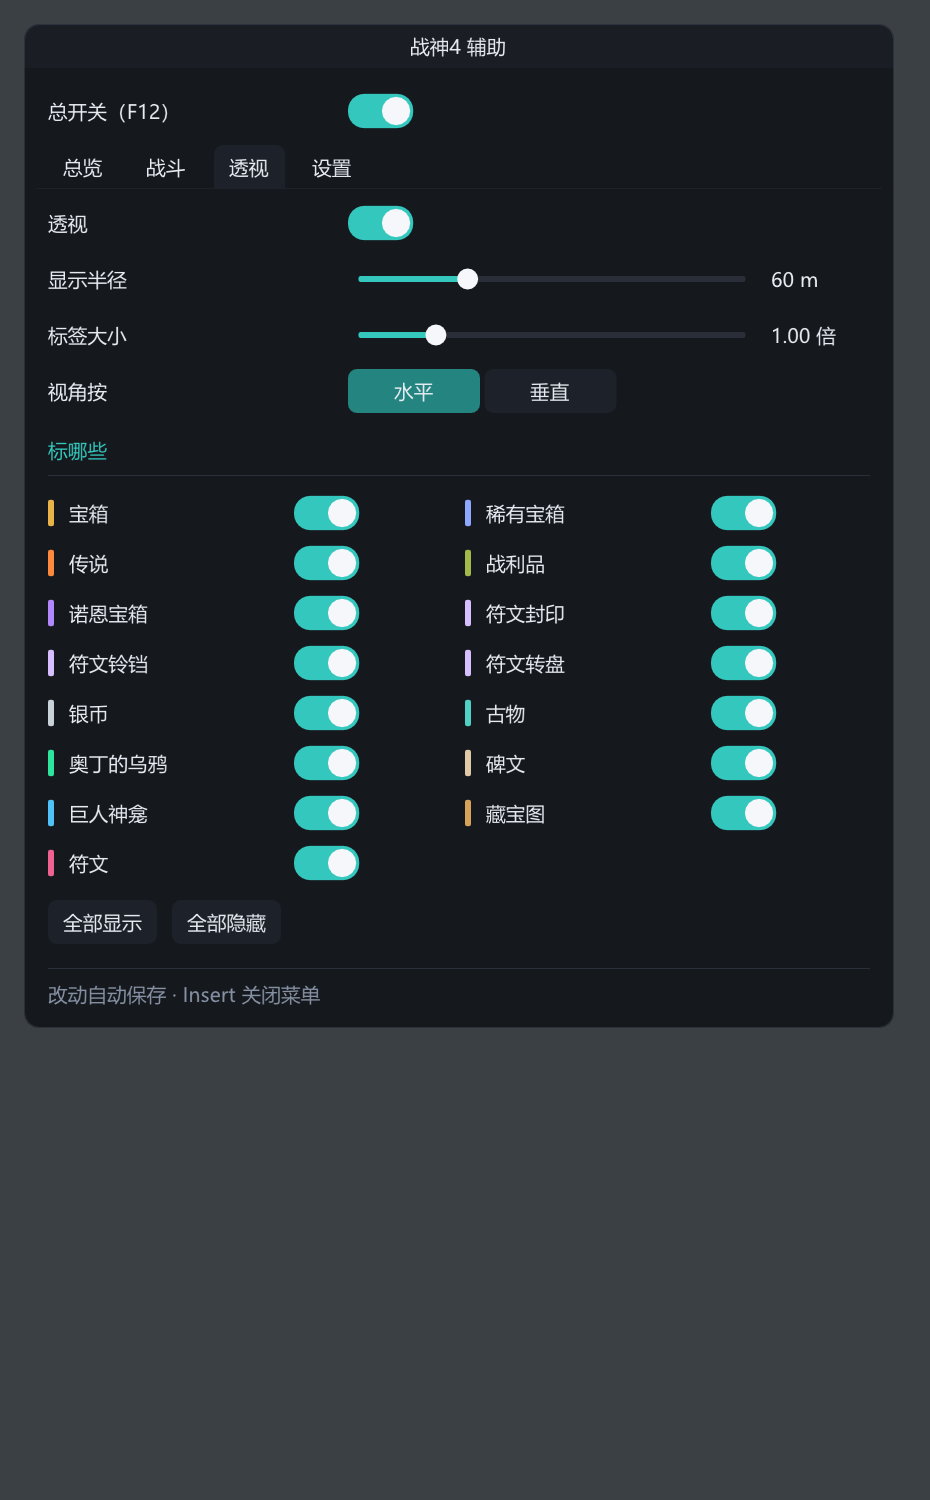 战神4 辅助
总开关（F12）
总览 战斗 透视 设置
透视
显示半径 60 m
标签大小 1.00 倍
视角按 水平 垂直
标哪些
宝箱 稀有宝箱
传说 战利品
诺恩宝箱 符文封印
符文铃铛 符文转盘
银币 古物
奥丁的乌鸦 碑文
巨人神龛 藏宝图
符文
全部显示 全部隐藏
改动自动保存 · Insert 关闭菜单